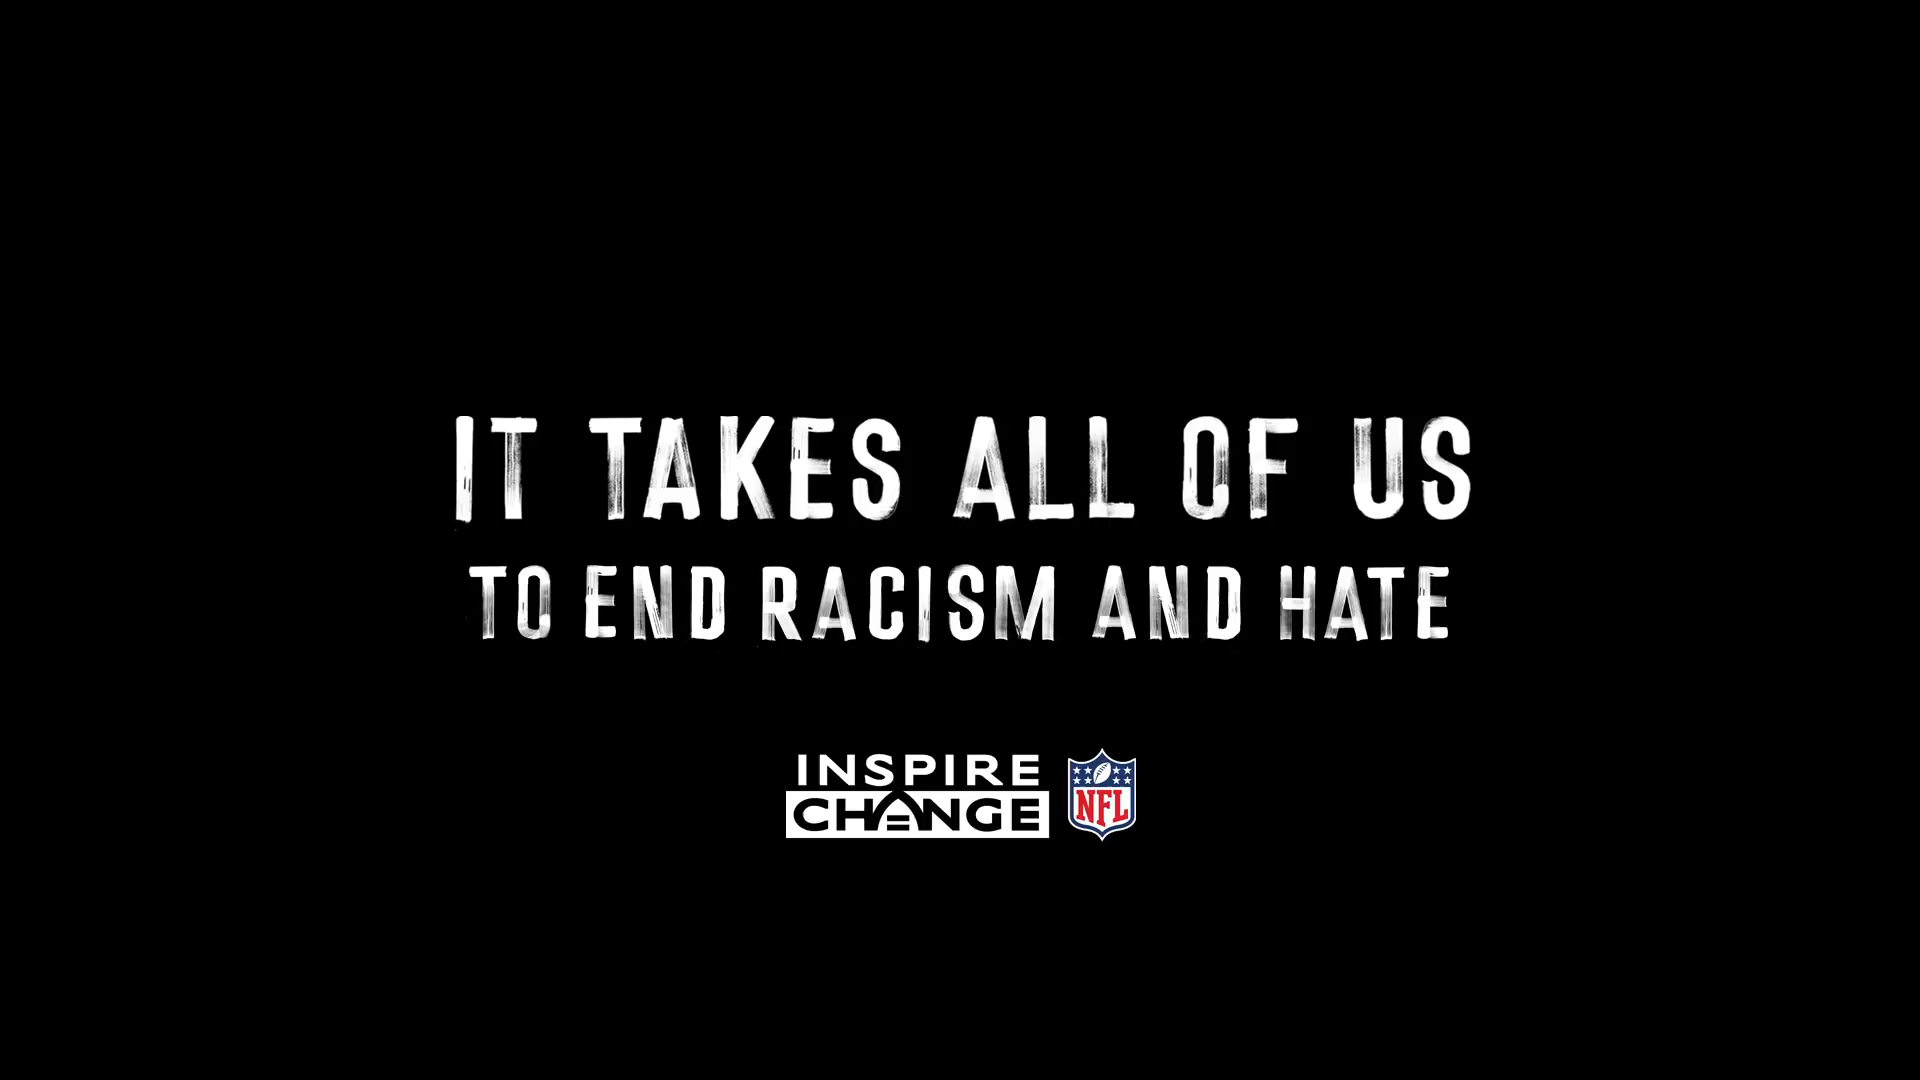 IT TAKES ALL OF US
TO END RACISM AND HATE
INSPIRE
CHANGE
NFL